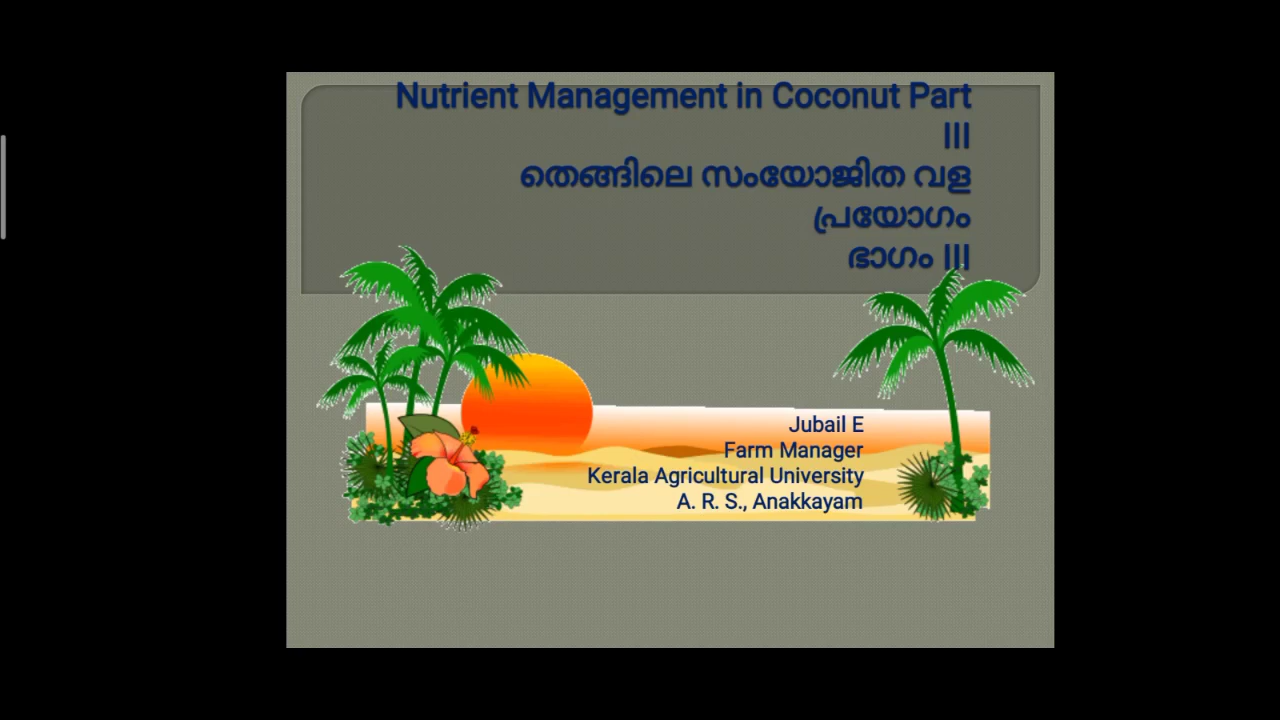 Nutrient Management in Coconut Part
III
തെങ്ങിലെ സംയോജിത വള
പ്രയോഗം
ഭാഗം III
Jubail E
Farm Manager
Kerala Agricultural University
A. R. S., Anakkayam